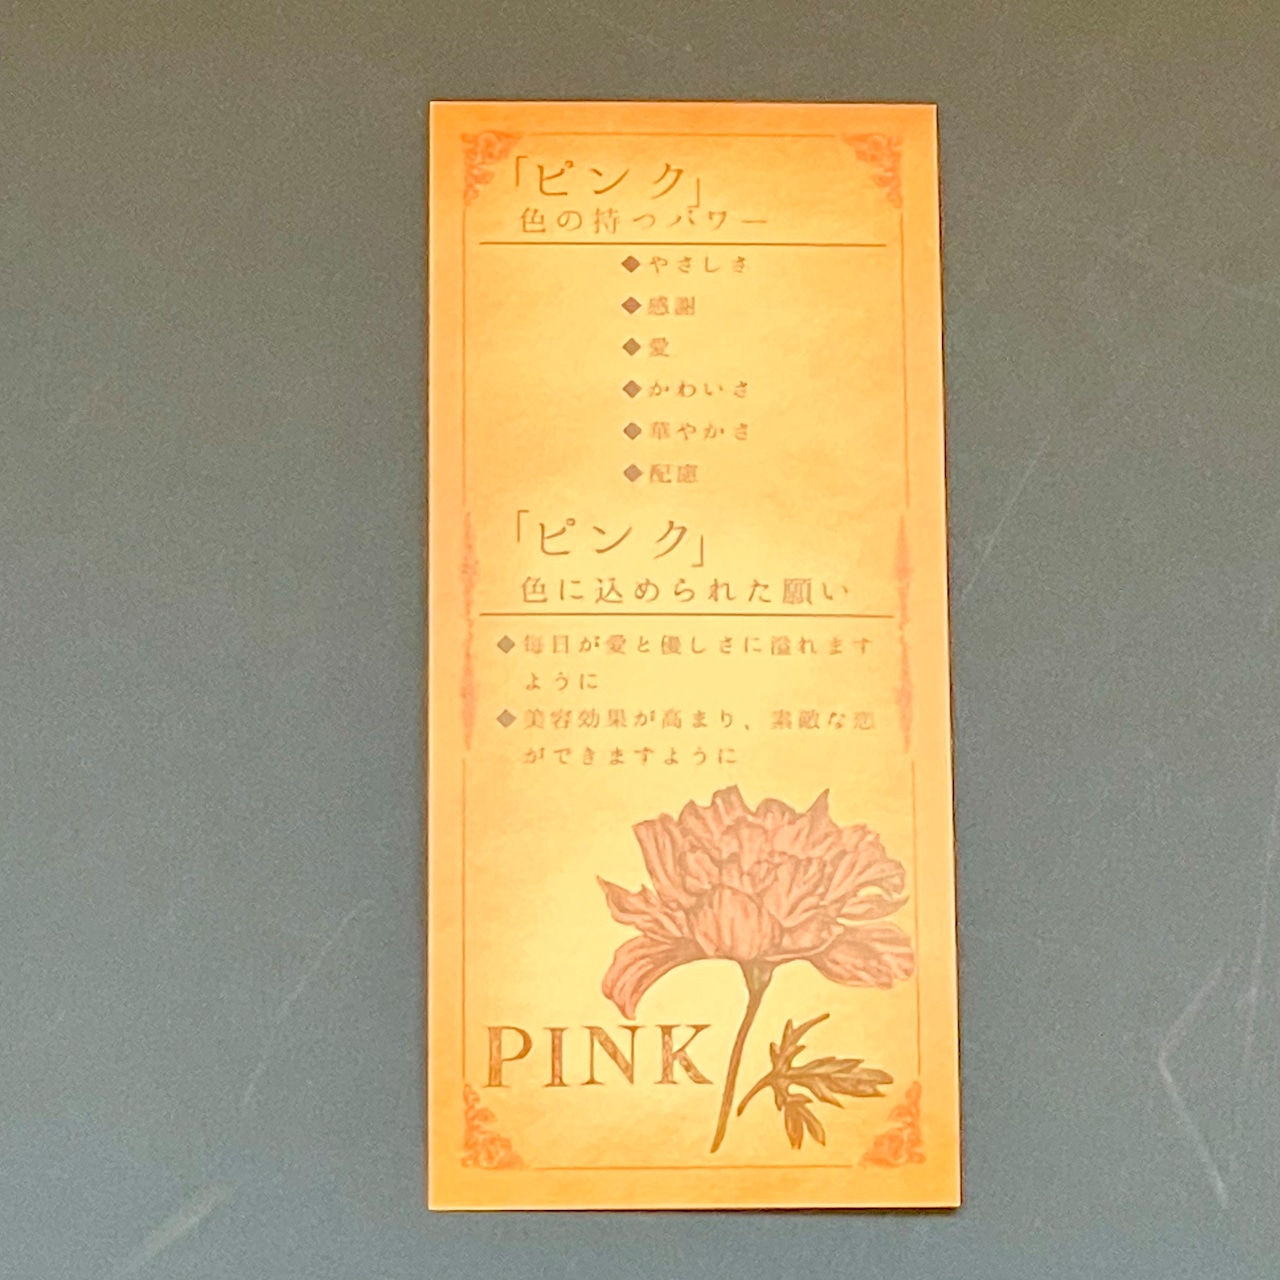 「ピンク」
色の持つパワー
◆やさしさ
◆感謝
◆愛
◆かわいさ
◆華やかさ
◆配慮
「ピンク」
色に込められた願い
◆毎日が愛と優しさに溢れます
ように
◆美容効果が高まり、素敵な恋
ができますように
PINK